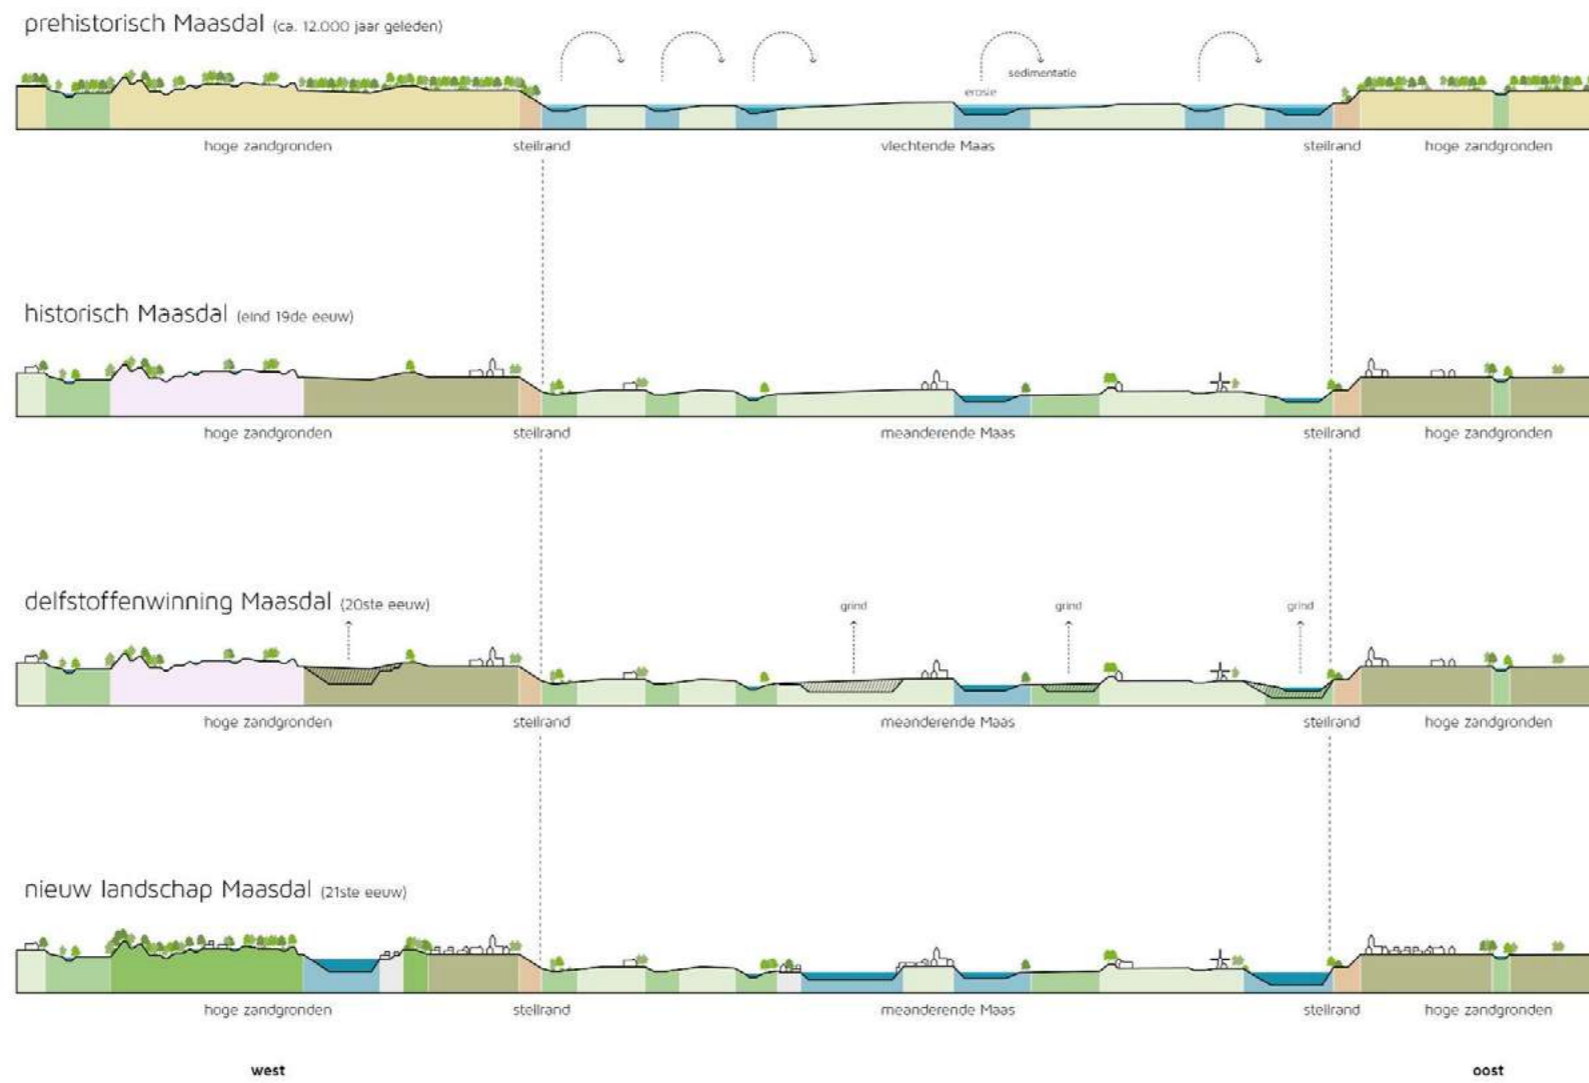 prehistorisch Maasdal (ca. 12.000 jaar geleden)
sedimentatie
erosie
hoge zandgronden steilrand vlechtende Maas steilrand hoge zandgronden
historisch Maasdal (eind 19de eeuw)
hoge zandgronden steilrand meanderende Maas steilrand hoge zandgronden
delfstoffenwinning Maasdal (20ste eeuw)
grind grind grind
hoge zandgronden steilrand meanderende Maas steilrand hoge zandgronden
nieuw landschap Maasdal (21ste eeuw)
hoge zandgronden steilrand meanderende Maas steilrand hoge zandgronden
west oost